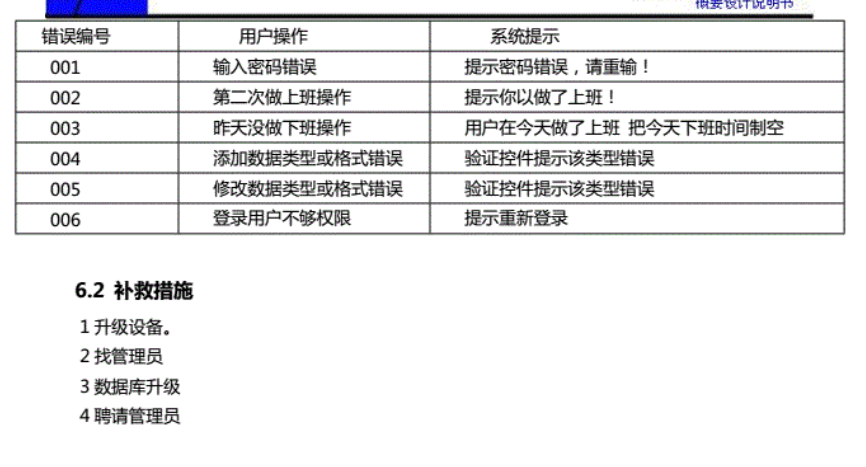 概要设计说明书
错误编号 用户操作 系统提示
001 输入密码错误 提示密码错误，请重输！
002 第二次做上班操作 提示你以做了上班！
003 昨天没做下班操作 用户在今天做了上班 把今天下班时间制空
004 添加数据类型或格式错误 验证控件提示该类型错误
005 修改数据类型或格式错误 验证控件提示该类型错误
006 登录用户不够权限 提示重新登录
6.2 补救措施
1 升级设备。
2 找管理员
3 数据库升级
4 聘请管理员